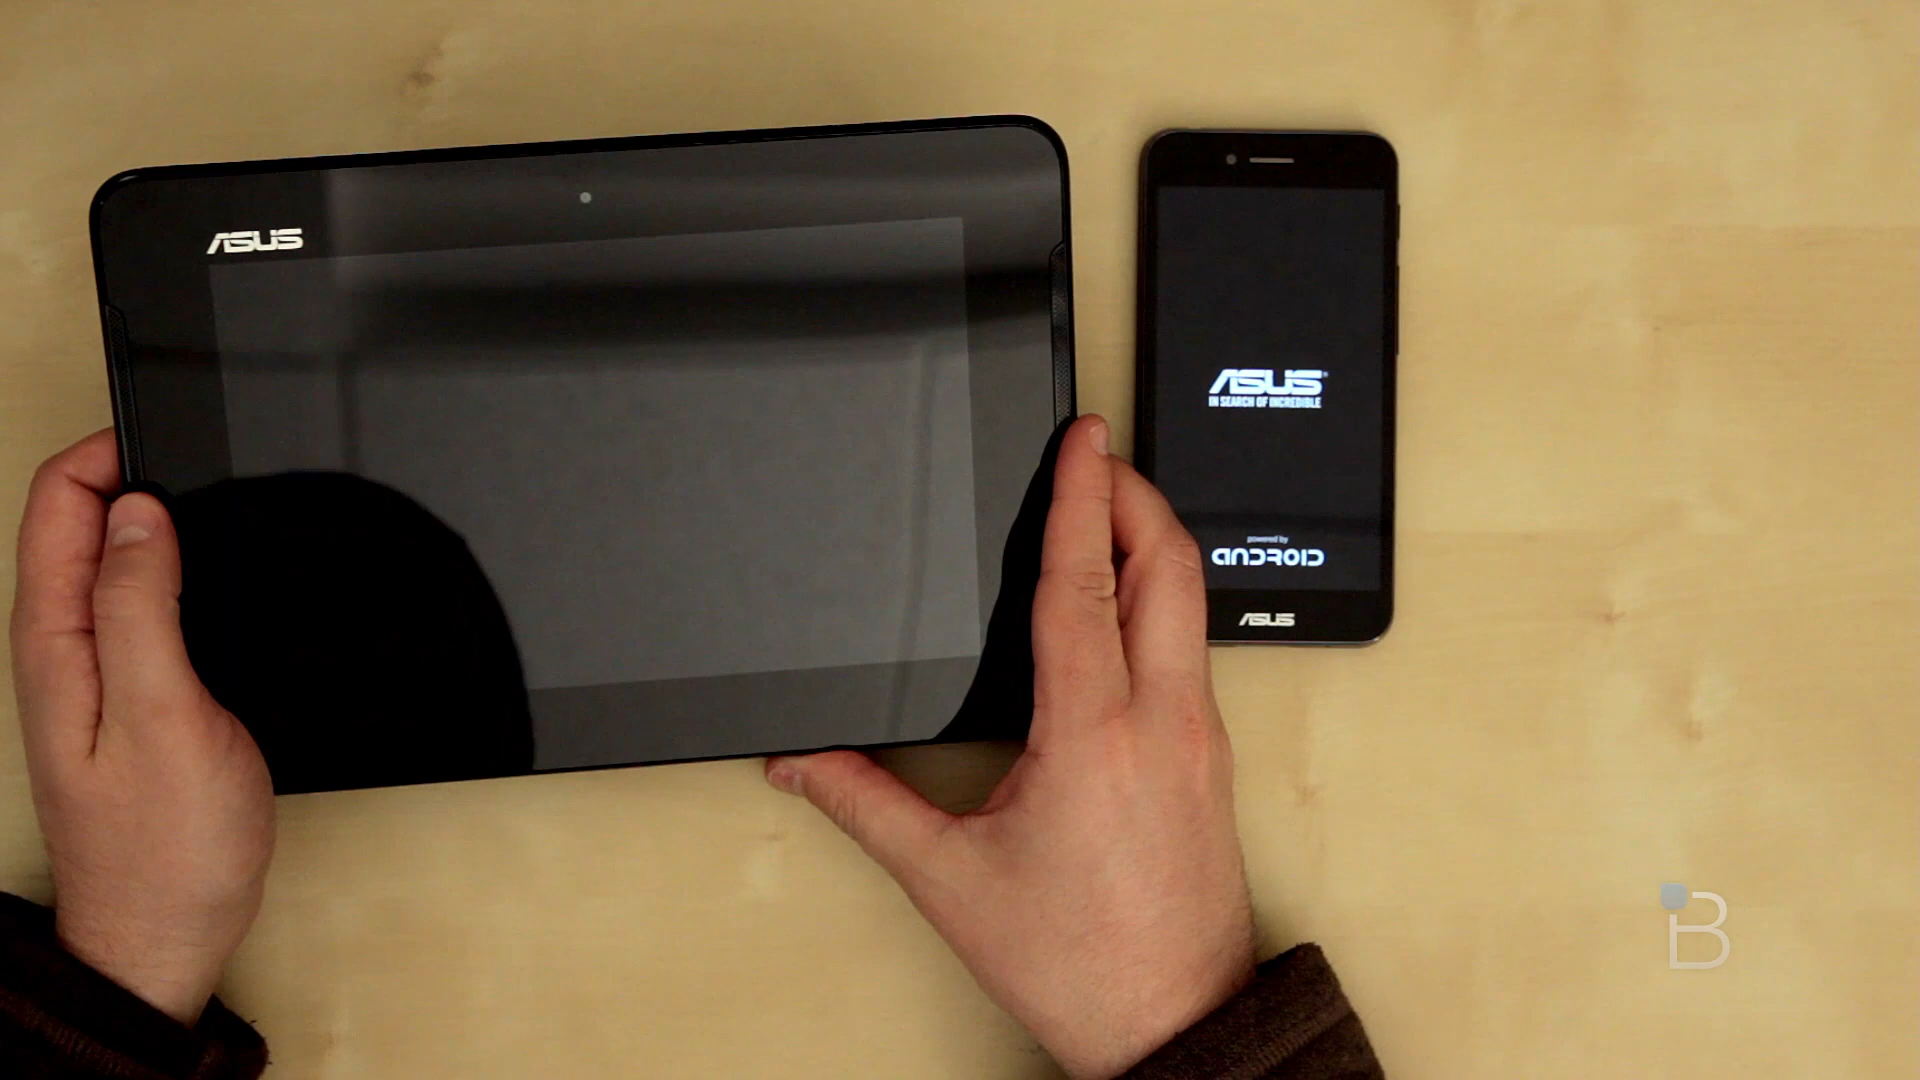 ASUS
ASUS
IN SEARCH OF INCREDIBLE
powered by
ANDROID
ASUS
B